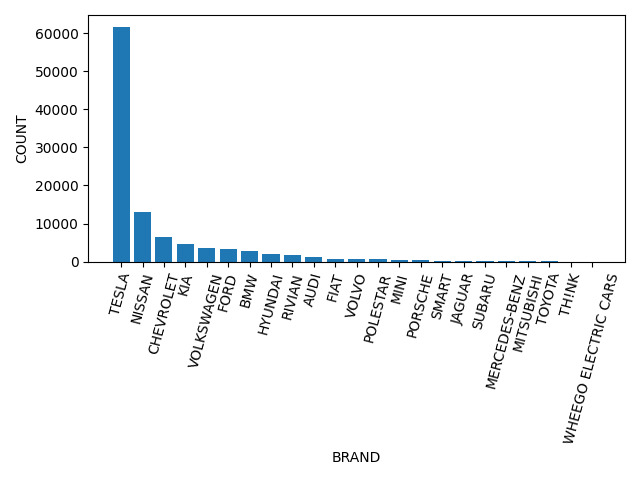 60000
50000
40000
30000
20000
10000
0
COUNT
TESLA
NISSAN
CHEVROLET
KIA
VOLKSWAGEN
FORD
BMW
HYUNDAI
RIVIAN
AUDI
FIAT
VOLVO
POLESTAR
MINI
PORSCHE
SMART
JAGUAR
SUBARU
MERCEDES-BENZ
MITSUBISHI
TOYOTA
TH!NK
WHEEGO ELECTRIC CARS
BRAND